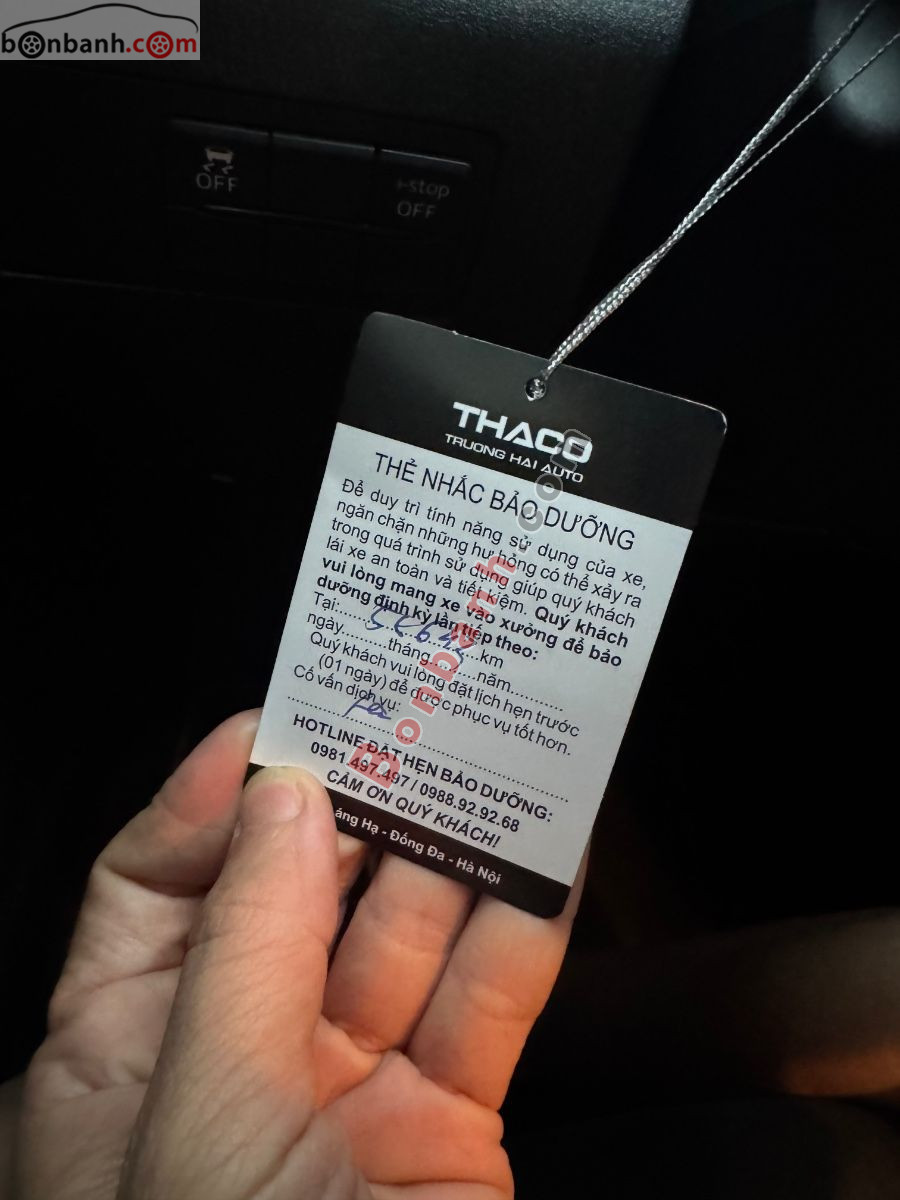 bonbanh.com
OFF
i-stop
OFF
THACO
TRUONG HAI AUTO
THẺ NHẮC BẢO DƯỠNG
Để duy trì tính năng sử dụng của xe,
ngăn chặn những hư hỏng có thể xảy ra
trong quá trình sử dụng giúp quý khách
lái xe an toàn và tiết kiệm. Quý khách
vui lòng mang xe vào xưởng để bảo
dưỡng định kỳ lần tiếp theo:
Tại:....................km
ngày..........tháng..........năm............
Quý khách vui lòng đặt lịch hẹn trước
(01 ngày) để được phục vụ tốt hơn.
Cố vấn dịch vụ:
HOTLINE ĐẶT HẸN BẢO DƯỠNG:
0981.497.497 / 0988.92.92.68
CẢM ƠN QUÝ KHÁCH!
áng Hạ - Đống Đa - Hà Nội
Bonbanh.com